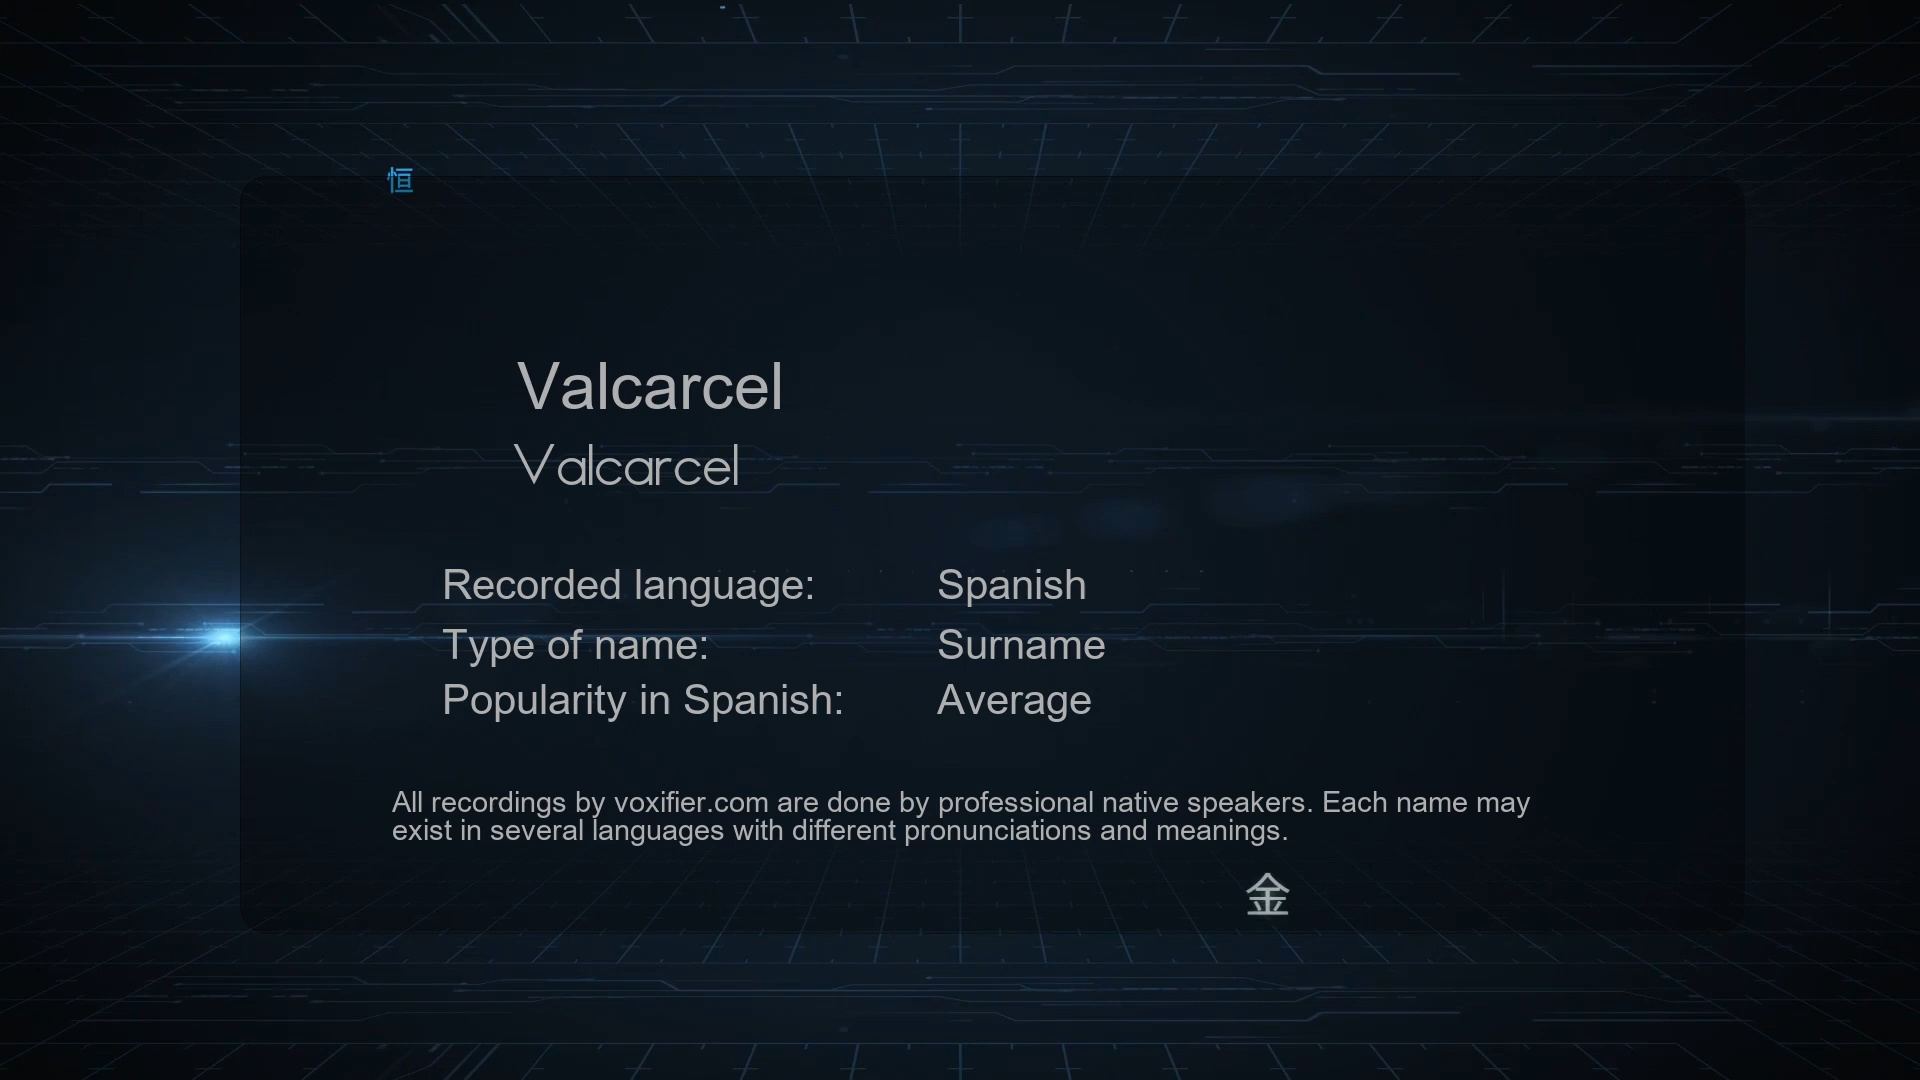 恒
Valcarcel
Valcarcel
Recorded language: Spanish
Type of name: Surname
Popularity in Spanish: Average
All recordings by voxifier.com are done by professional native speakers. Each name may
exist in several languages with different pronunciations and meanings.
金